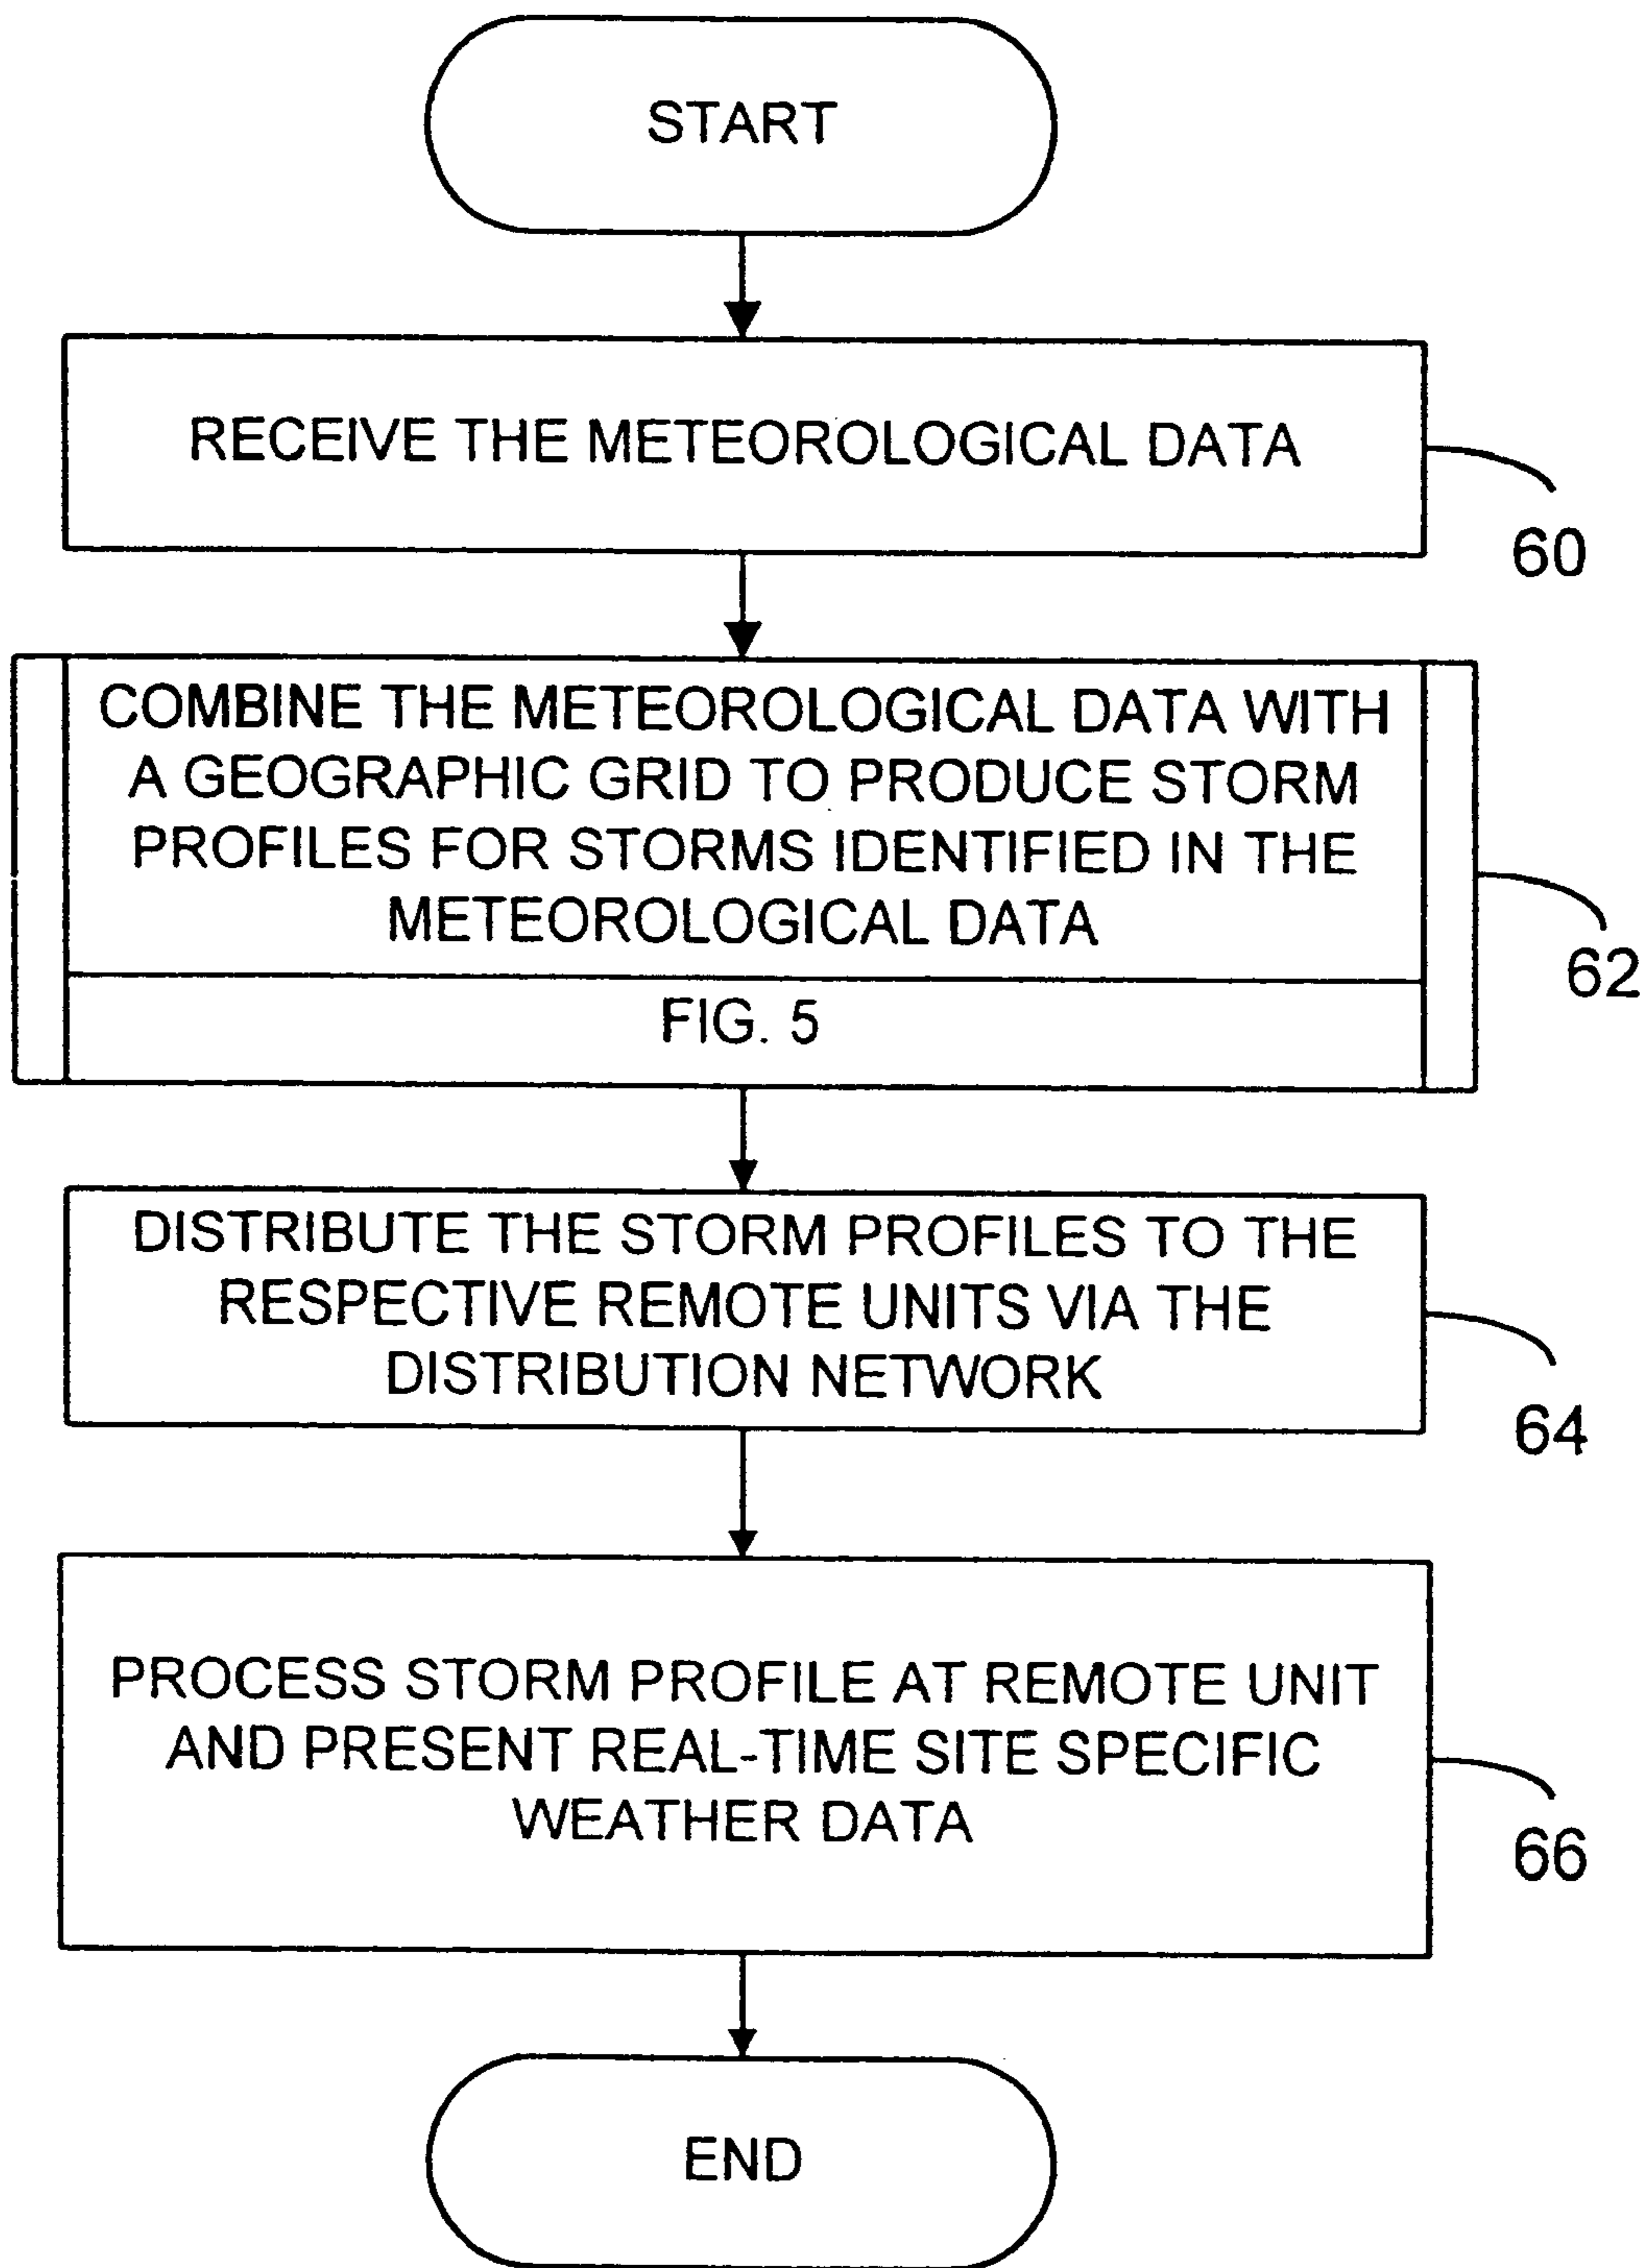 START
RECEIVE THE METEOROLOGICAL DATA
60
COMBINE THE METEOROLOGICAL DATA WITH
A GEOGRAPHIC GRID TO PRODUCE STORM
PROFILES FOR STORMS IDENTIFIED IN THE
METEOROLOGICAL DATA
FIG. 5
62
DISTRIBUTE THE STORM PROFILES TO THE
RESPECTIVE REMOTE UNITS VIA THE
DISTRIBUTION NETWORK
64
PROCESS STORM PROFILE AT REMOTE UNIT
AND PRESENT REAL-TIME SITE SPECIFIC
WEATHER DATA
66
END